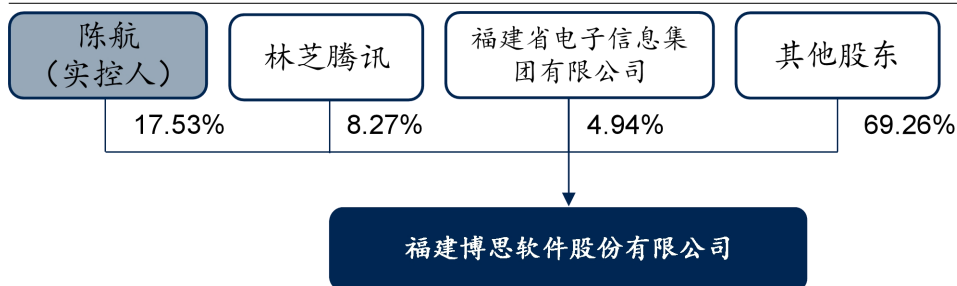 陈航
（实控人）
林芝腾讯
福建省电子信息集
团有限公司
其他股东
17.53%
8.27%
4.94%
69.26%
福建博思软件股份有限公司